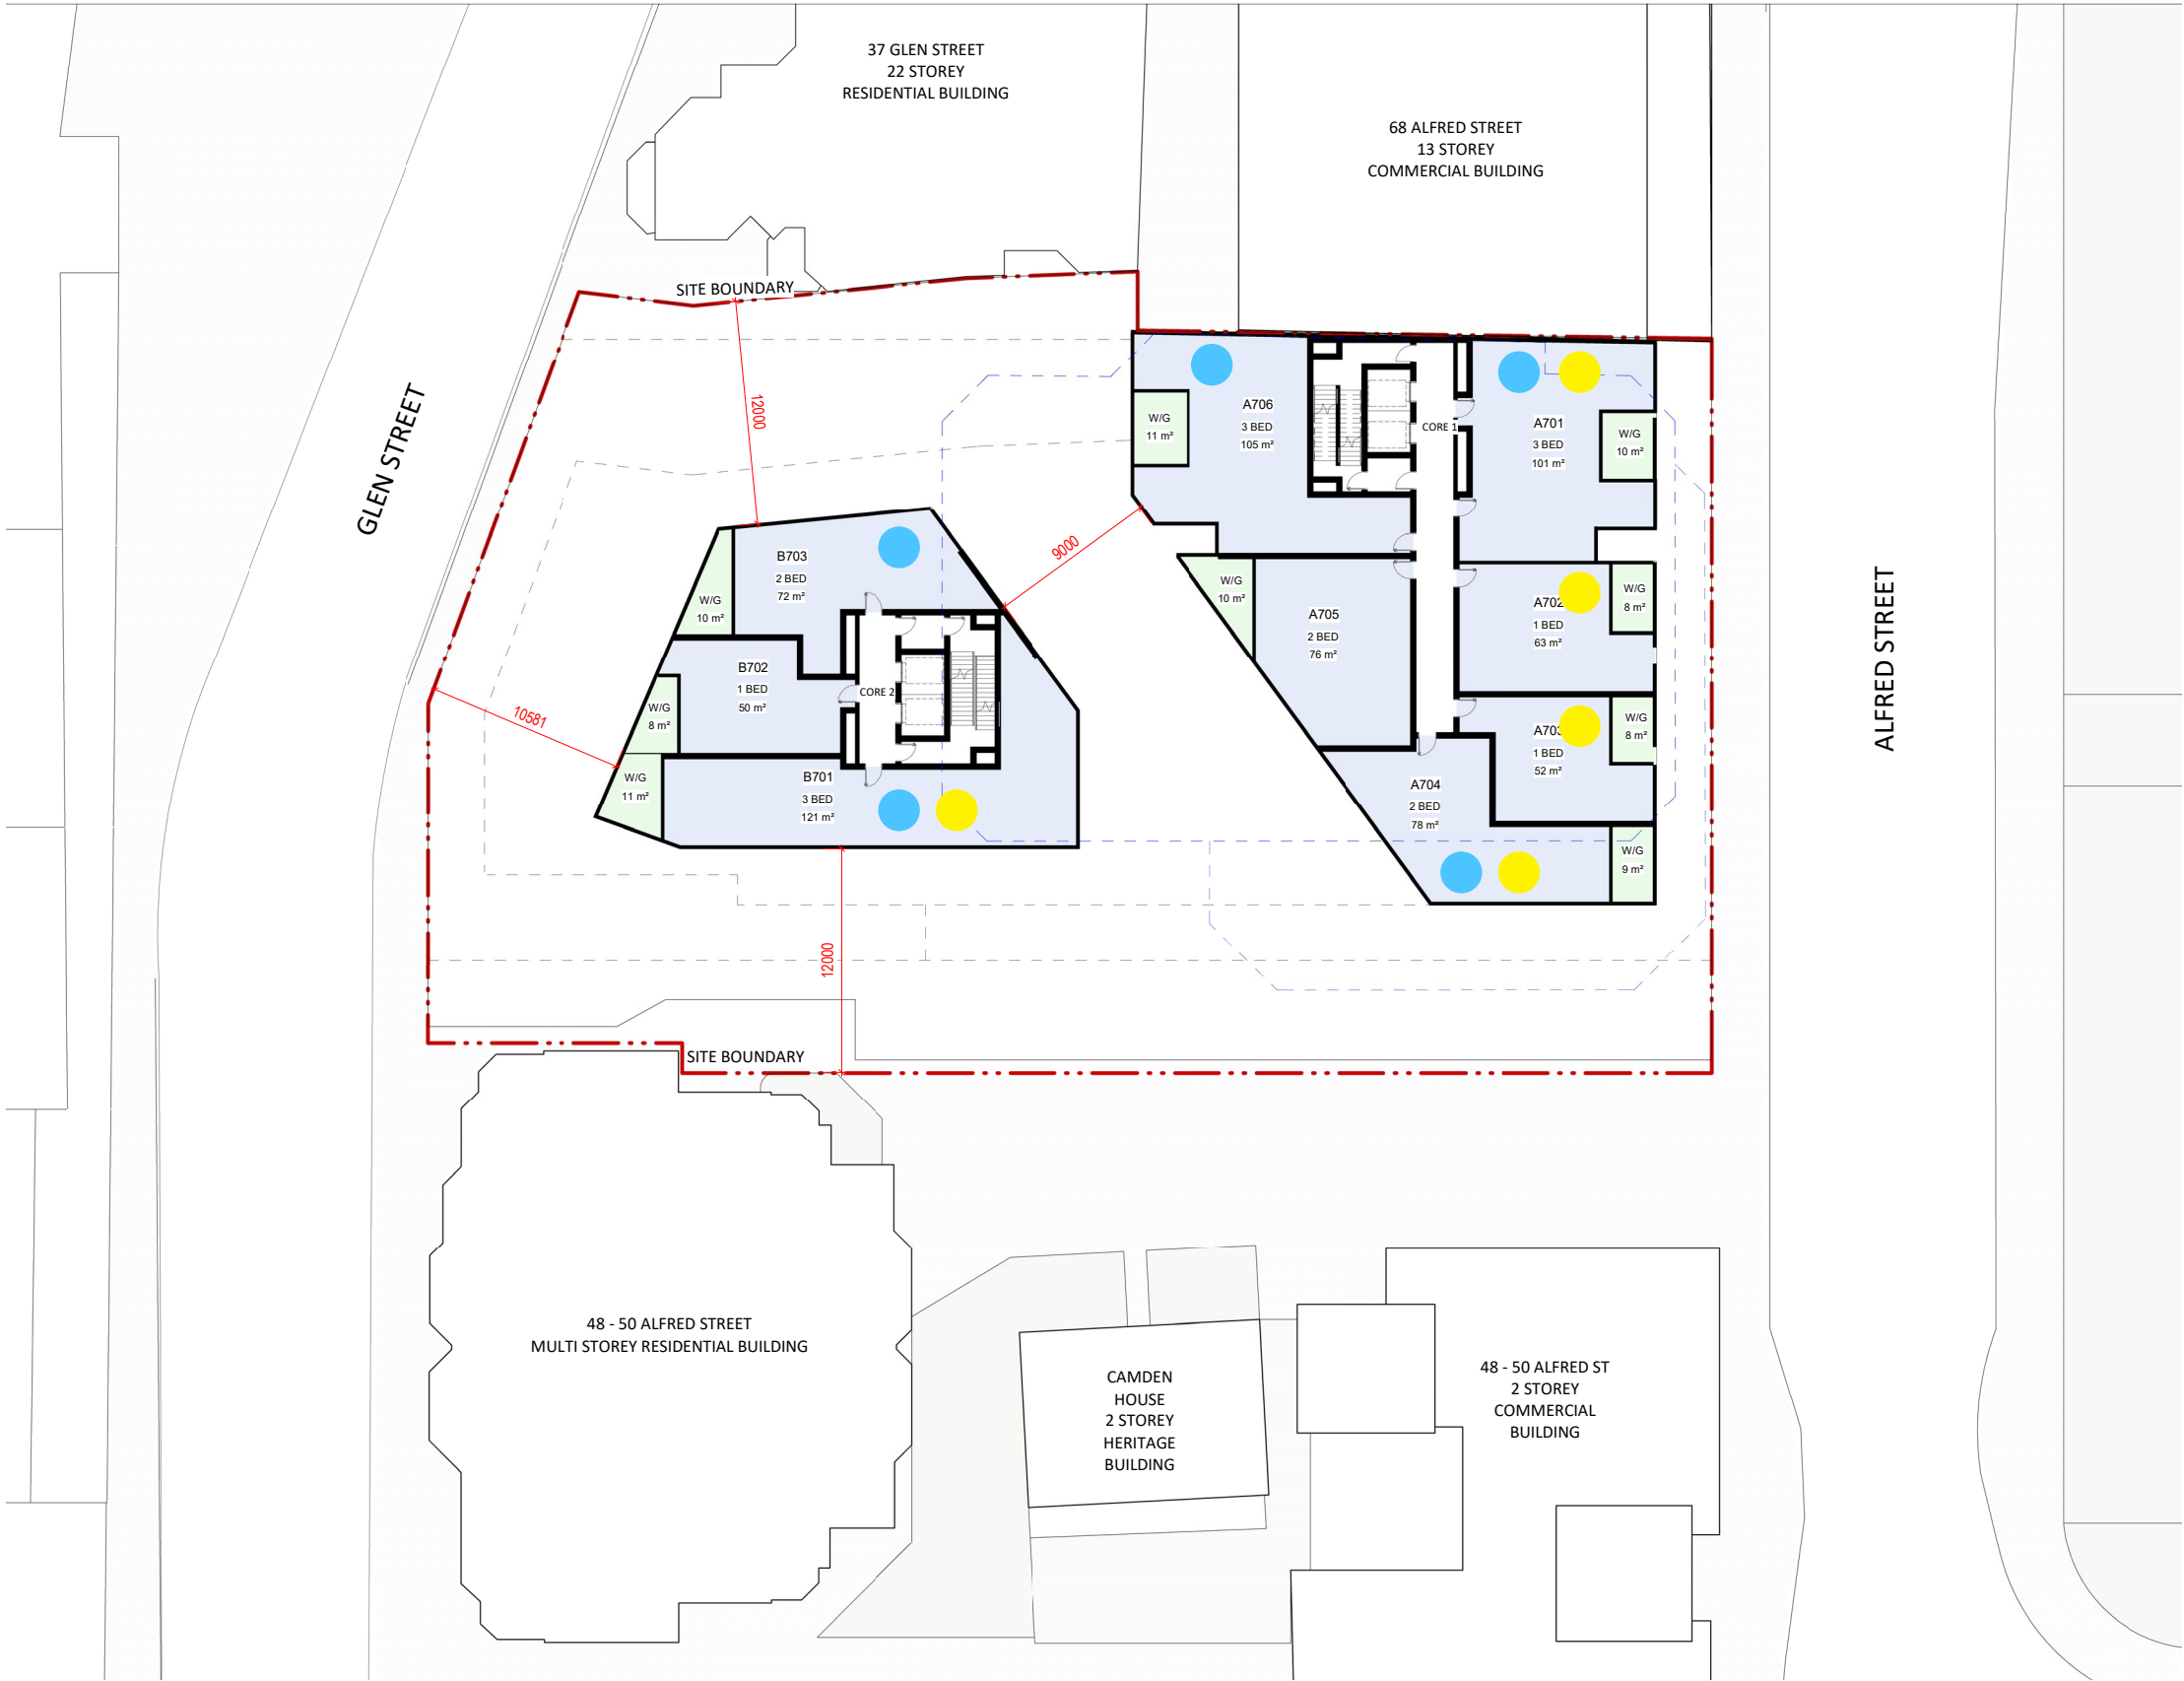 37 GLEN STREET
22 STOREY
RESIDENTIAL BUILDING
68 ALFRED STREET
13 STOREY
COMMERCIAL BUILDING
SITE BOUNDARY
GLEN STREET
12000
W/G
11 m²
A706
3 BED
105 m²
CORE 1
A701
3 BED
101 m²
W/G
10 m²
9000
B703
2 BED
72 m²
W/G
10 m²
W/G
10 m²
A705
2 BED
76 m²
A702
1 BED
63 m²
W/G
8 m²
ALFRED STREET
B702
1 BED
50 m²
CORE 2
W/G
8 m²
10581
A703
1 BED
52 m²
W/G
8 m²
W/G
11 m²
B701
3 BED
121 m²
A704
2 BED
78 m²
W/G
9 m²
12000
SITE BOUNDARY
48 - 50 ALFRED STREET
MULTI STOREY RESIDENTIAL BUILDING
CAMDEN
HOUSE
2 STOREY
HERITAGE
BUILDING
48 - 50 ALFRED ST
2 STOREY
COMMERCIAL
BUILDING